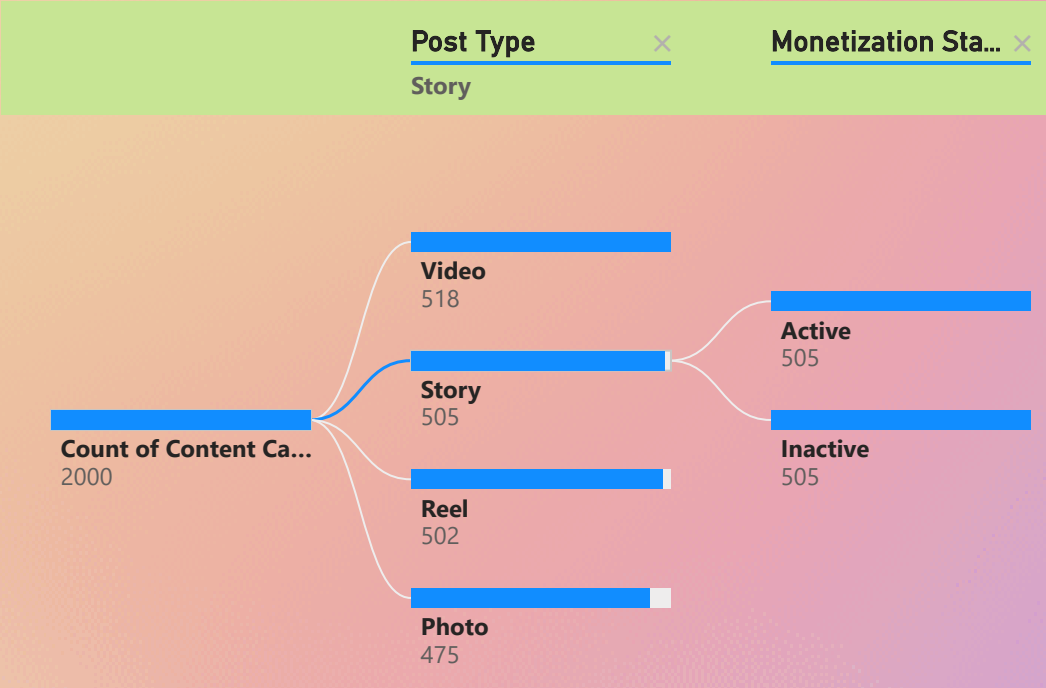 Post Type
Monetization Sta...
Story
Video
518
Active
505
Story
505
Count of Content Ca...
2000
Inactive
505
Reel
502
Photo
475